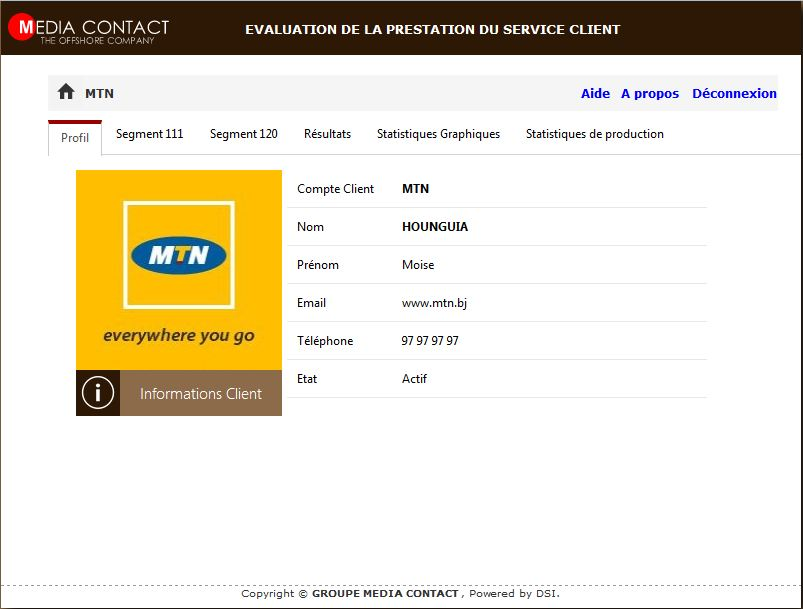 MEDIA CONTACT
THE OFFSHORE COMPANY
EVALUATION DE LA PRESTATION DU SERVICE CLIENT
MTN
Aide A propos Déconnexion
Profil Segment 111 Segment 120 Résultats Statistiques Graphiques Statistiques de production
MTN
everywhere you go
i Informations Client
Compte Client MTN
Nom HOUNGUIA
Prénom Moise
Email www.mtn.bj
Téléphone 97 97 97 97
Etat Actif
Copyright © GROUPE MEDIA CONTACT , Powered by DSI.